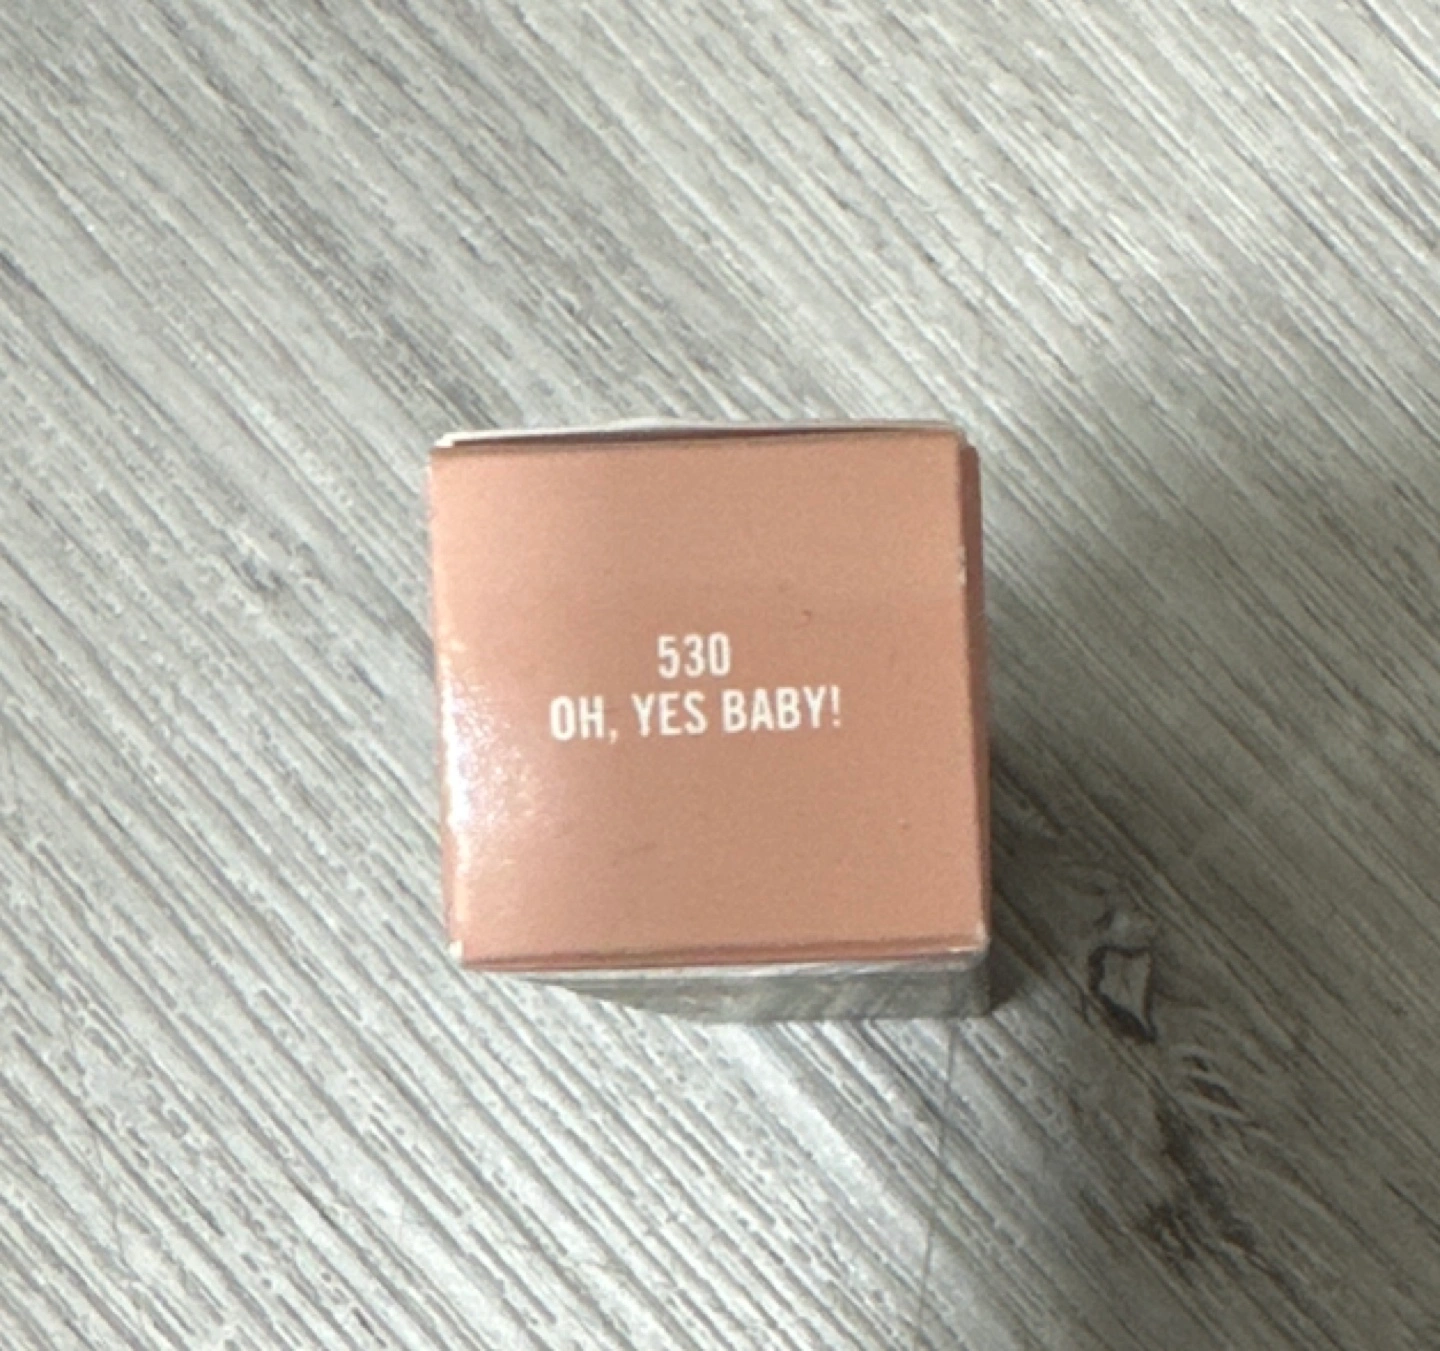 530
OH, YES BABY!